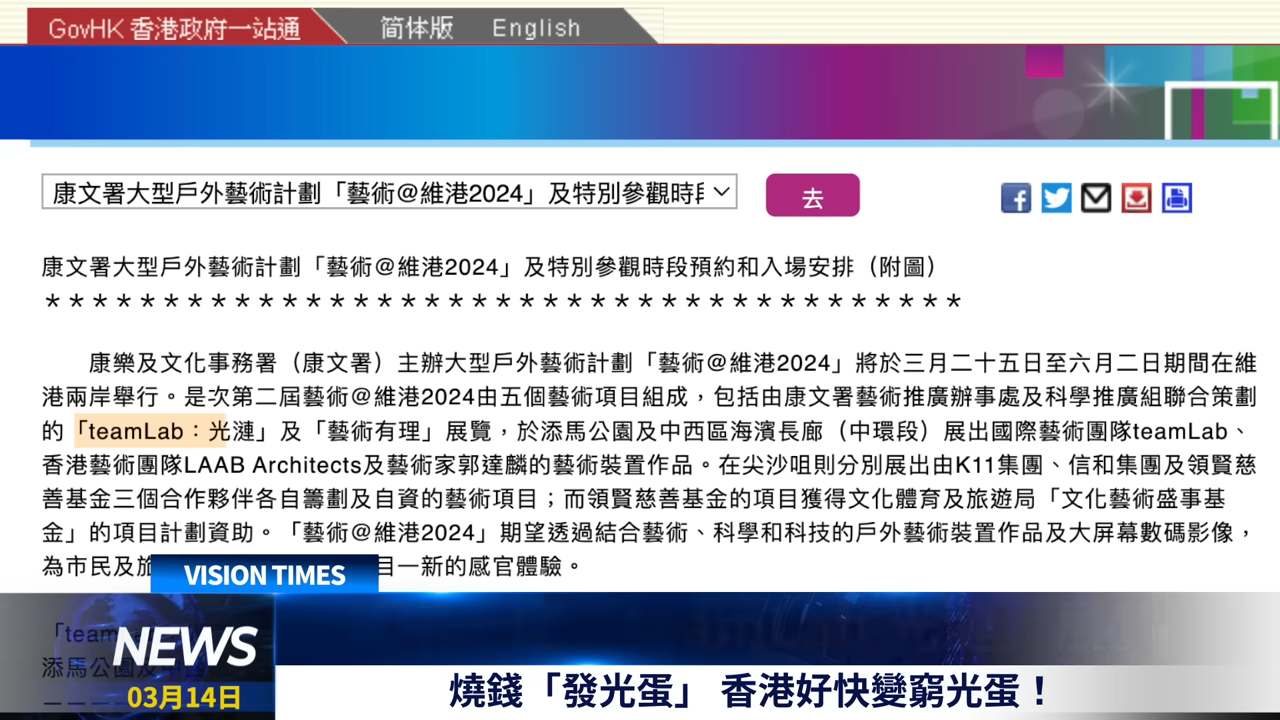 GovHK 香港政府一站通 简体版 English
康文署大型戶外藝術計劃「藝術@維港2024」及特別參觀時 去
康文署大型戶外藝術計劃「藝術@維港2024」及特別參觀時段預約和入場安排（附圖）
＊＊＊＊＊＊＊＊＊＊＊＊＊＊＊＊＊＊＊＊＊＊＊＊＊＊＊＊＊＊＊＊＊＊＊＊＊＊＊
康樂及文化事務署（康文署）主辦大型戶外藝術計劃「藝術@維港2024」將於三月二十五日至六月二日期間在維
港兩岸舉行。是次第二屆藝術@維港2024由五個藝術項目組成，包括由康文署藝術推廣辦事處及科學推廣組聯合策劃
的「teamLab：光漣」及「藝術有理」展覽，於添馬公園及中西區海濱長廊（中環段）展出國際藝術團隊teamLab、
香港藝術團隊LAAB Architects及藝術家郭達麟的藝術裝置作品。在尖沙咀則分別展出由K11集團、信和集團及領賢慈
善基金三個合作夥伴各自籌劃及自資的藝術項目；而領賢慈善基金的項目獲得文化體育及旅遊局「文化藝術盛事基
金」的項目計劃資助。「藝術@維港2024」期望透過結合藝術、科學和科技的戶外藝術裝置作品及大屏幕數碼影像，
為市民及旅 目一新的感官體驗。
VISION TIMES
「team
添馬公園及中
NEWS
03月14日
燒錢「發光蛋」 香港好快變窮光蛋！